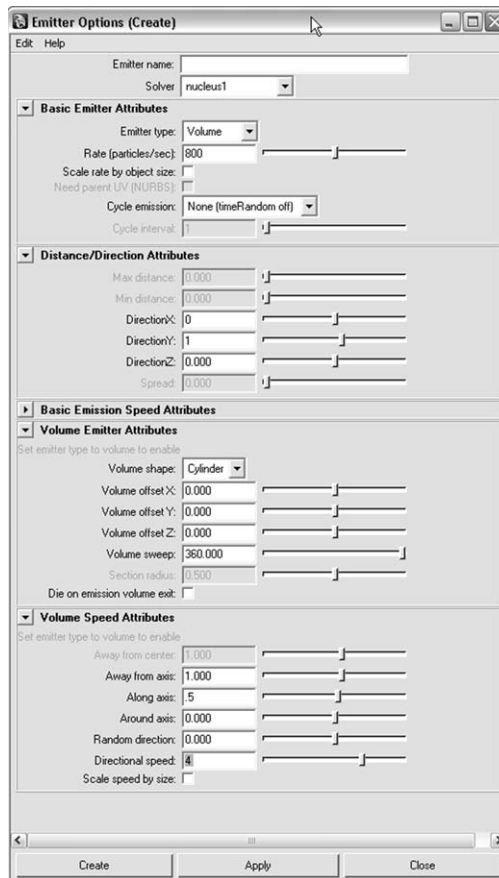 Emitter Options (Create)
Edit Help
Emitter name:
Solver nucleus1
Basic Emitter Attributes
Emitter type: Volume
Rate (particles/sec): 800
Scale rate by object size:
Need parent UV (NURBS):
Cycle emission: None (timeRandom off)
Cycle interval: 1
Distance/Direction Attributes
Max distance: 0.000
Min distance: 0.000
DirectionX: 0
DirectionY: 1
DirectionZ: 0.000
Spread: 0.000
Basic Emission Speed Attributes
Volume Emitter Attributes
Set emitter type to volume to enable
Volume shape: Cylinder
Volume offset X: 0.000
Volume offset Y: 0.000
Volume offset Z: 0.000
Volume sweep: 360.000
Section radius: 0.500
Die on emission volume exit:
Volume Speed Attributes
Set emitter type to volume to enable
Away from center: 1.000
Away from axis: 1.000
Along axis: .5
Around axis: 0.000
Random direction: 0.000
Directional speed: 4
Scale speed by size:
Create Apply Close